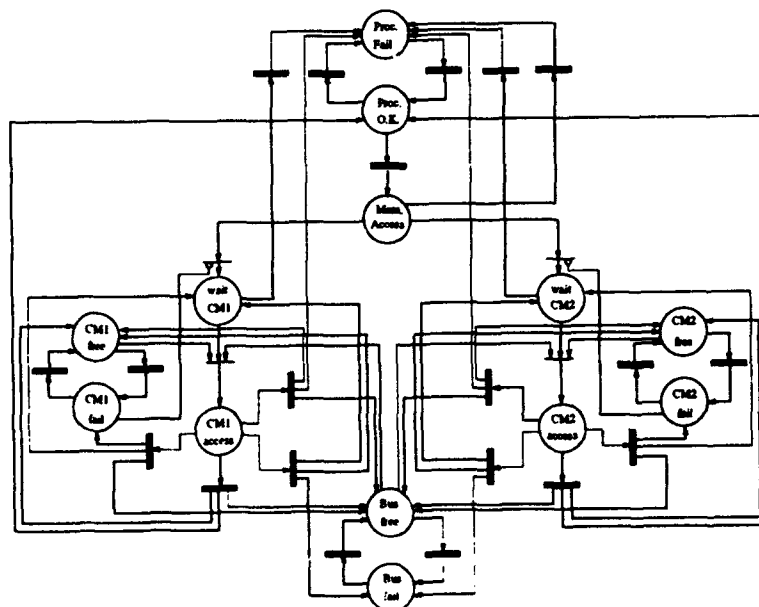 Proc.
Fail
Proc.
O.K.
Mem.
Access
wait
CM1
wait
CM2
CM1
free
CM2
free
CM1
fail
CM2
fail
CM1
access
CM2
access
Bus
free
Bus
fail